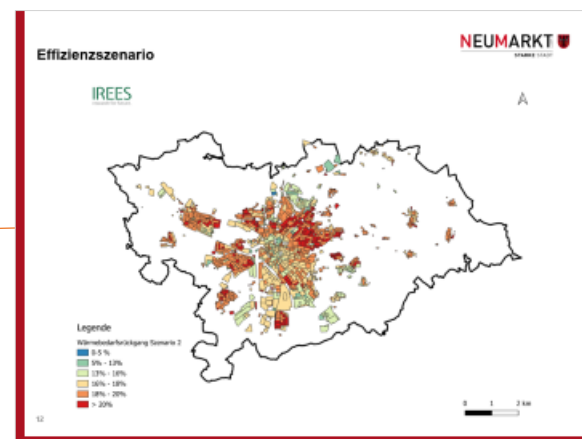 Effizienzszenario
NEUMARKT
STARKE STADT
IREES
Legende
Wärmebedarfsrückgang Szenario 2
0-5 %
5% - 13%
13% - 16%
16% - 18%
18% - 20%
> 20%
0 1 2 km
12